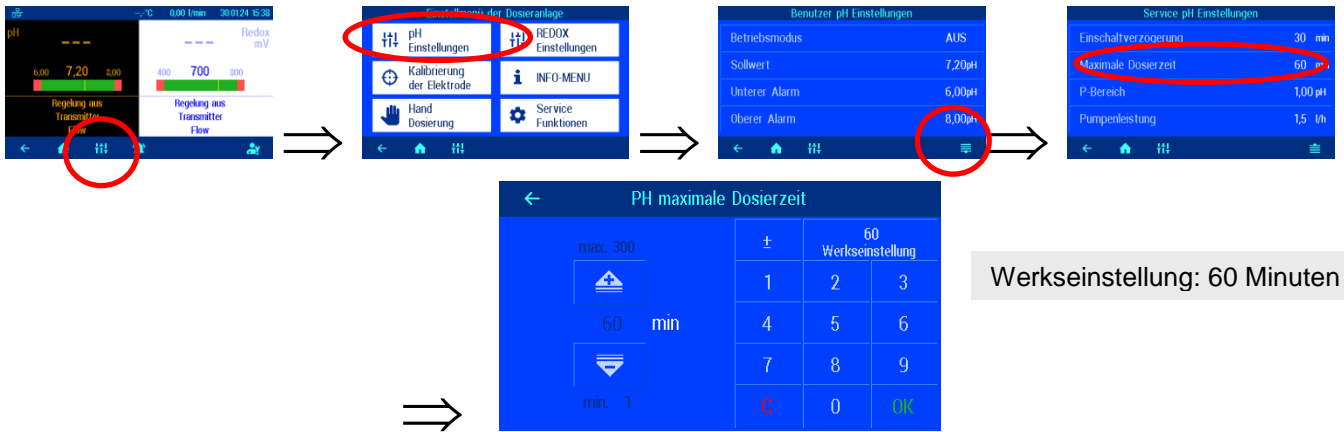 --,-°C 0,00 l/min 30.01.24 15:38
pH
---
Redox
mV
---
6,00 7,20 8,00
400 700 800
Regelung aus
Transmitter
Flow
Regelung aus
Transmitter
Flow
Einstellmenü der Dosieranlage
pH
Einstellungen
REDOX
Einstellungen
Kalibrierung
der Elektrode
INFO-MENU
Hand
Dosierung
Service
Funktionen
Benutzer pH Einstellungen
Betriebsmodus AUS
Sollwert 7,20pH
Unterer Alarm 6,00pH
Oberer Alarm 8,00pH
Service pH Einstellungen
Einschaltverzögerung 30 min
Maximale Dosierzeit 60 min
P-Bereich 1,00 pH
Pumpenleistung 1,5 l/h
PH maximale Dosierzeit
max. 300
60 min
min. 1
± 60
Werkseinstellung
1 2 3
4 5 6
7 8 9
C 0 OK
Werkseinstellung: 60 Minuten